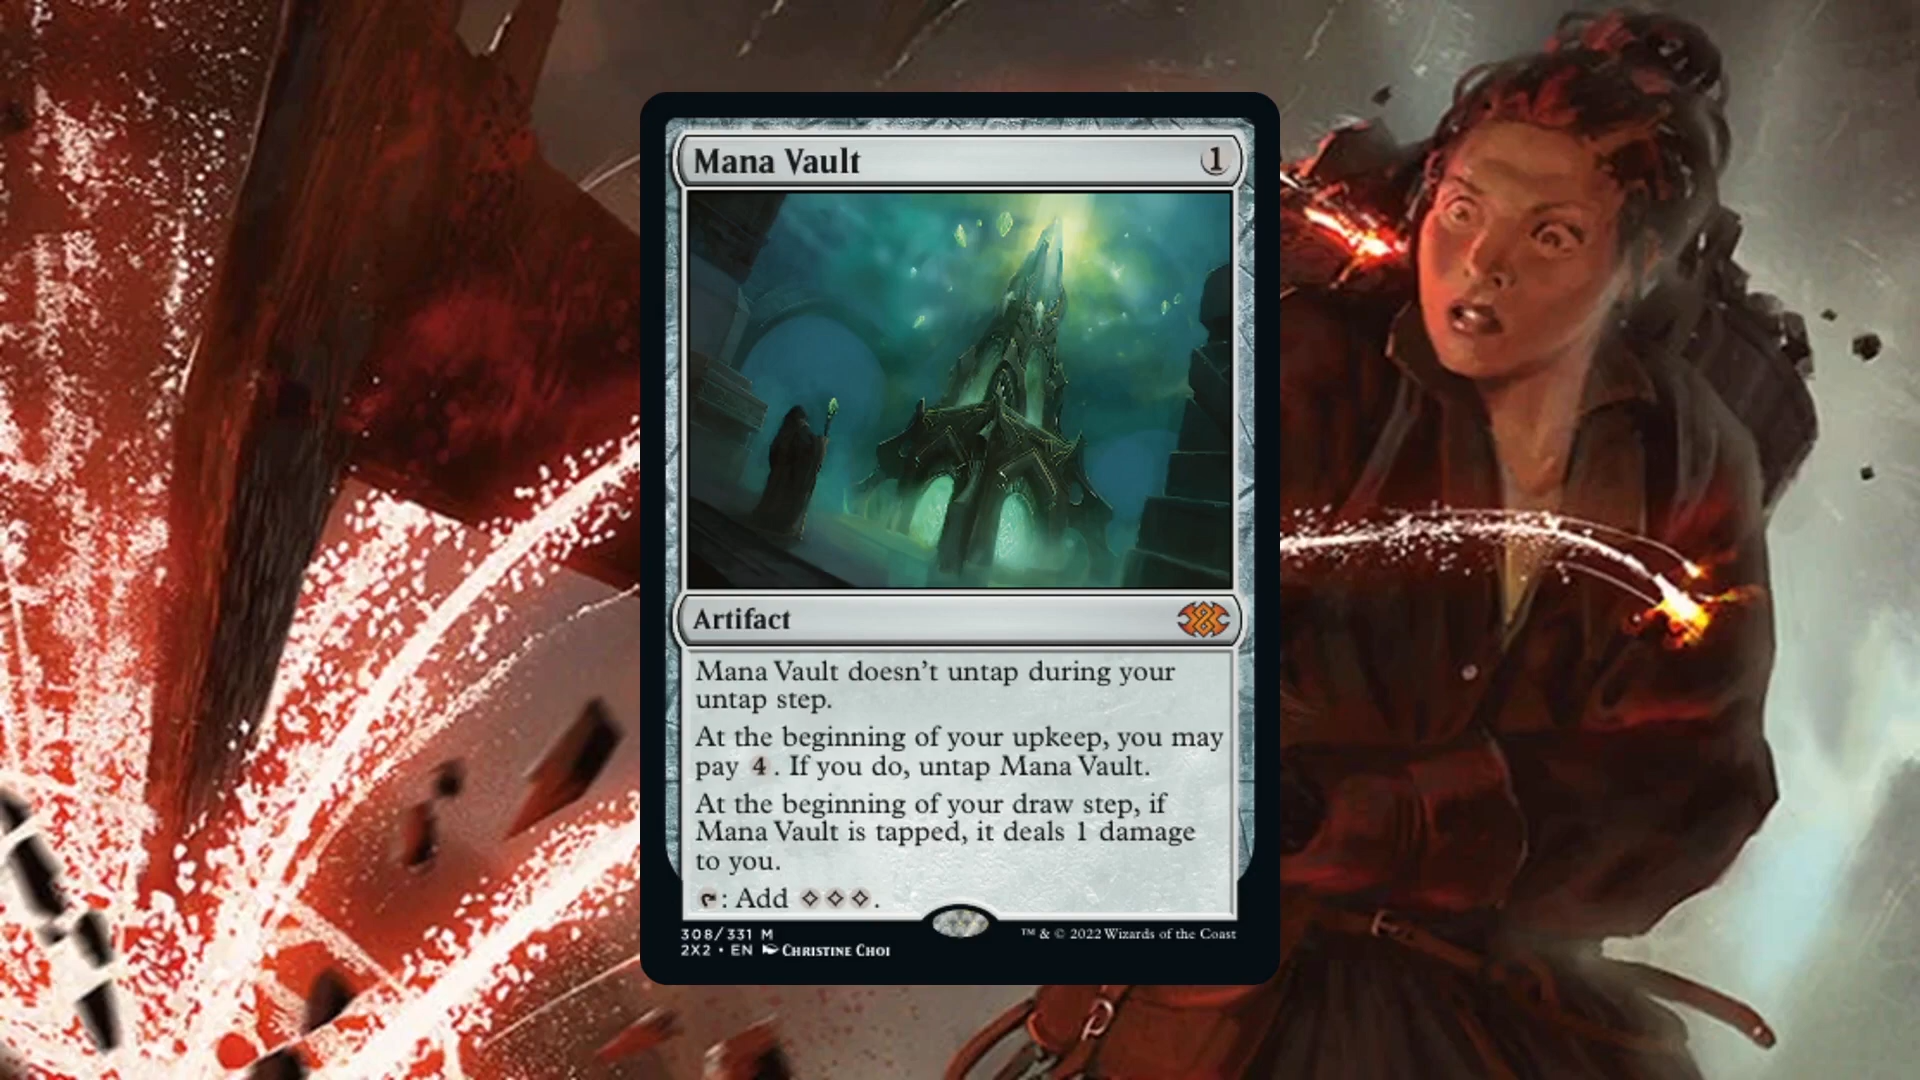 Mana Vault 1
Artifact
Mana Vault doesn't untap during your
untap step.
At the beginning of your upkeep, you may
pay 4. If you do, untap Mana Vault.
At the beginning of your draw step, if
Mana Vault is tapped, it deals 1 damage
to you.
: Add .
308/331 M
2X2 • EN Christine Choi
™ & © 2022 Wizards of the Coast